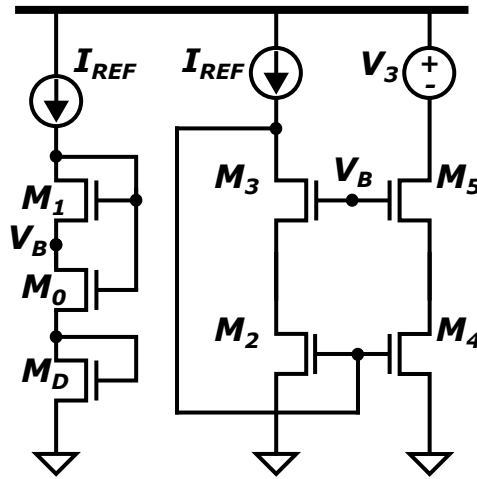 I_REF I_REF V_3 + -
M_1 M_3 V_B M_5
V_B
M_0
M_2 M_4
M_D